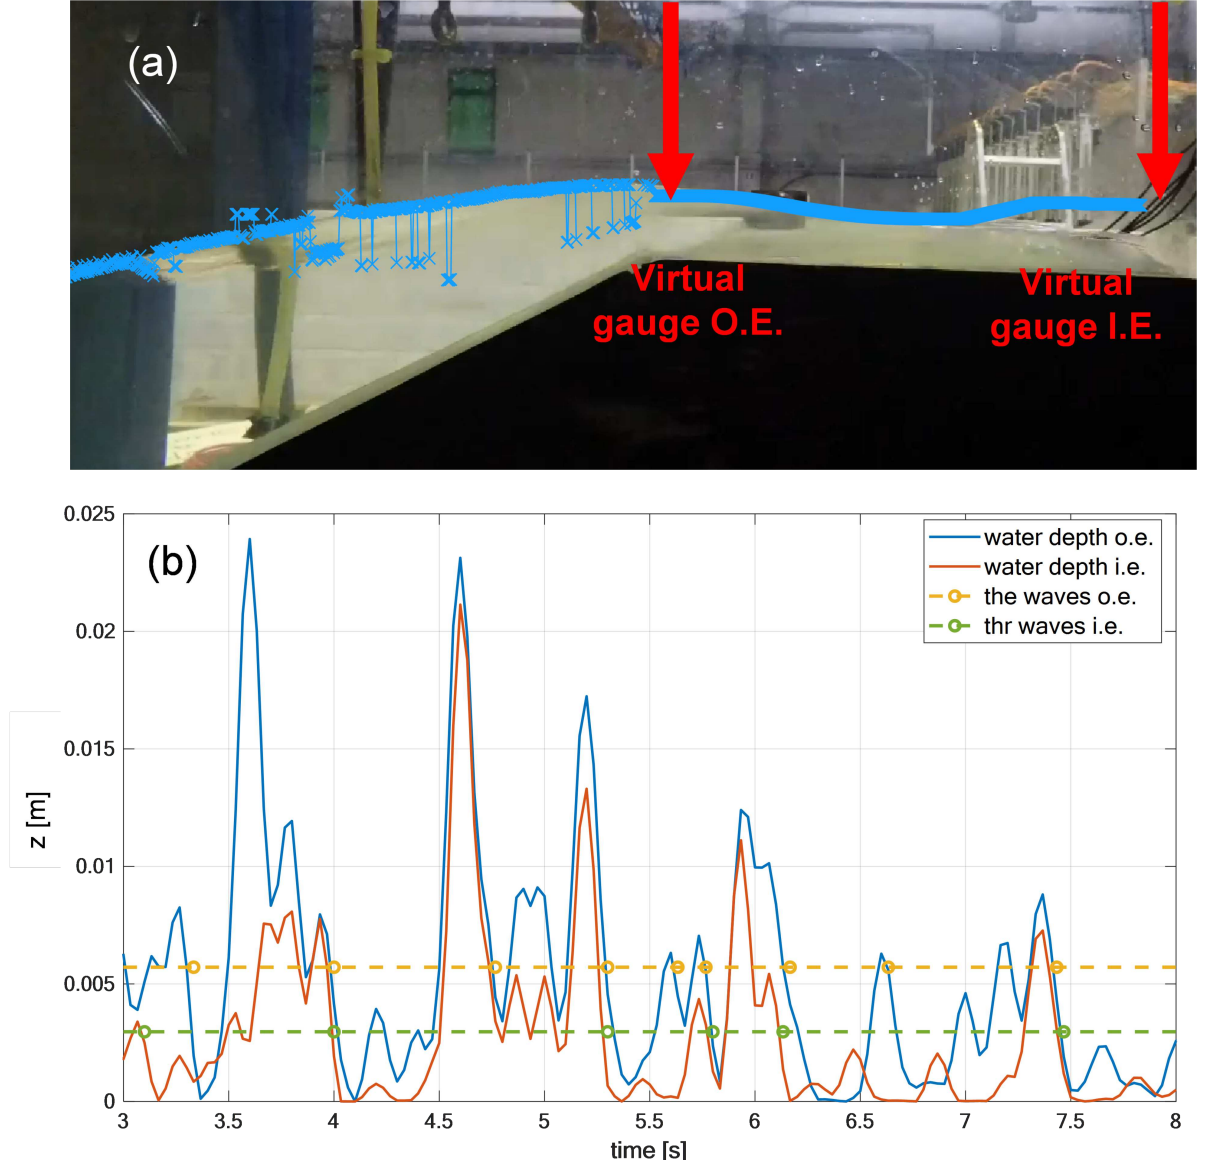 (a)
Virtual
gauge O.E.
Virtual
gauge I.E.
(b)
water depth o.e.
water depth i.e.
the waves o.e.
thr waves i.e.
0.025
0.02
0.015
0.01
0.005
0
z [m]
3 3.5 4 4.5 5 5.5 6 6.5 7 7.5 8
time [s]